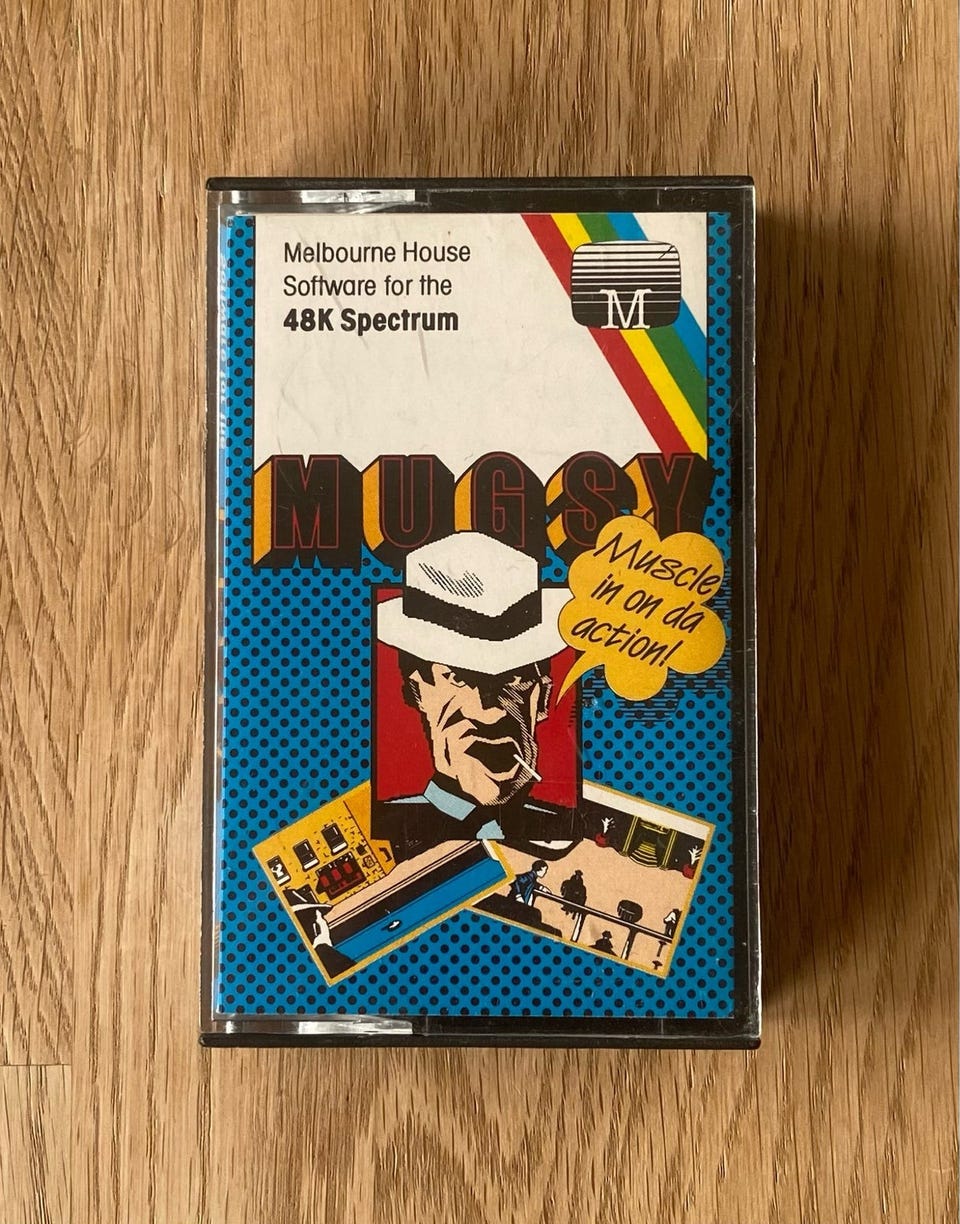 Melbourne House
Software for the
48K Spectrum
M
MUGSY
Muscle
in on da
action!